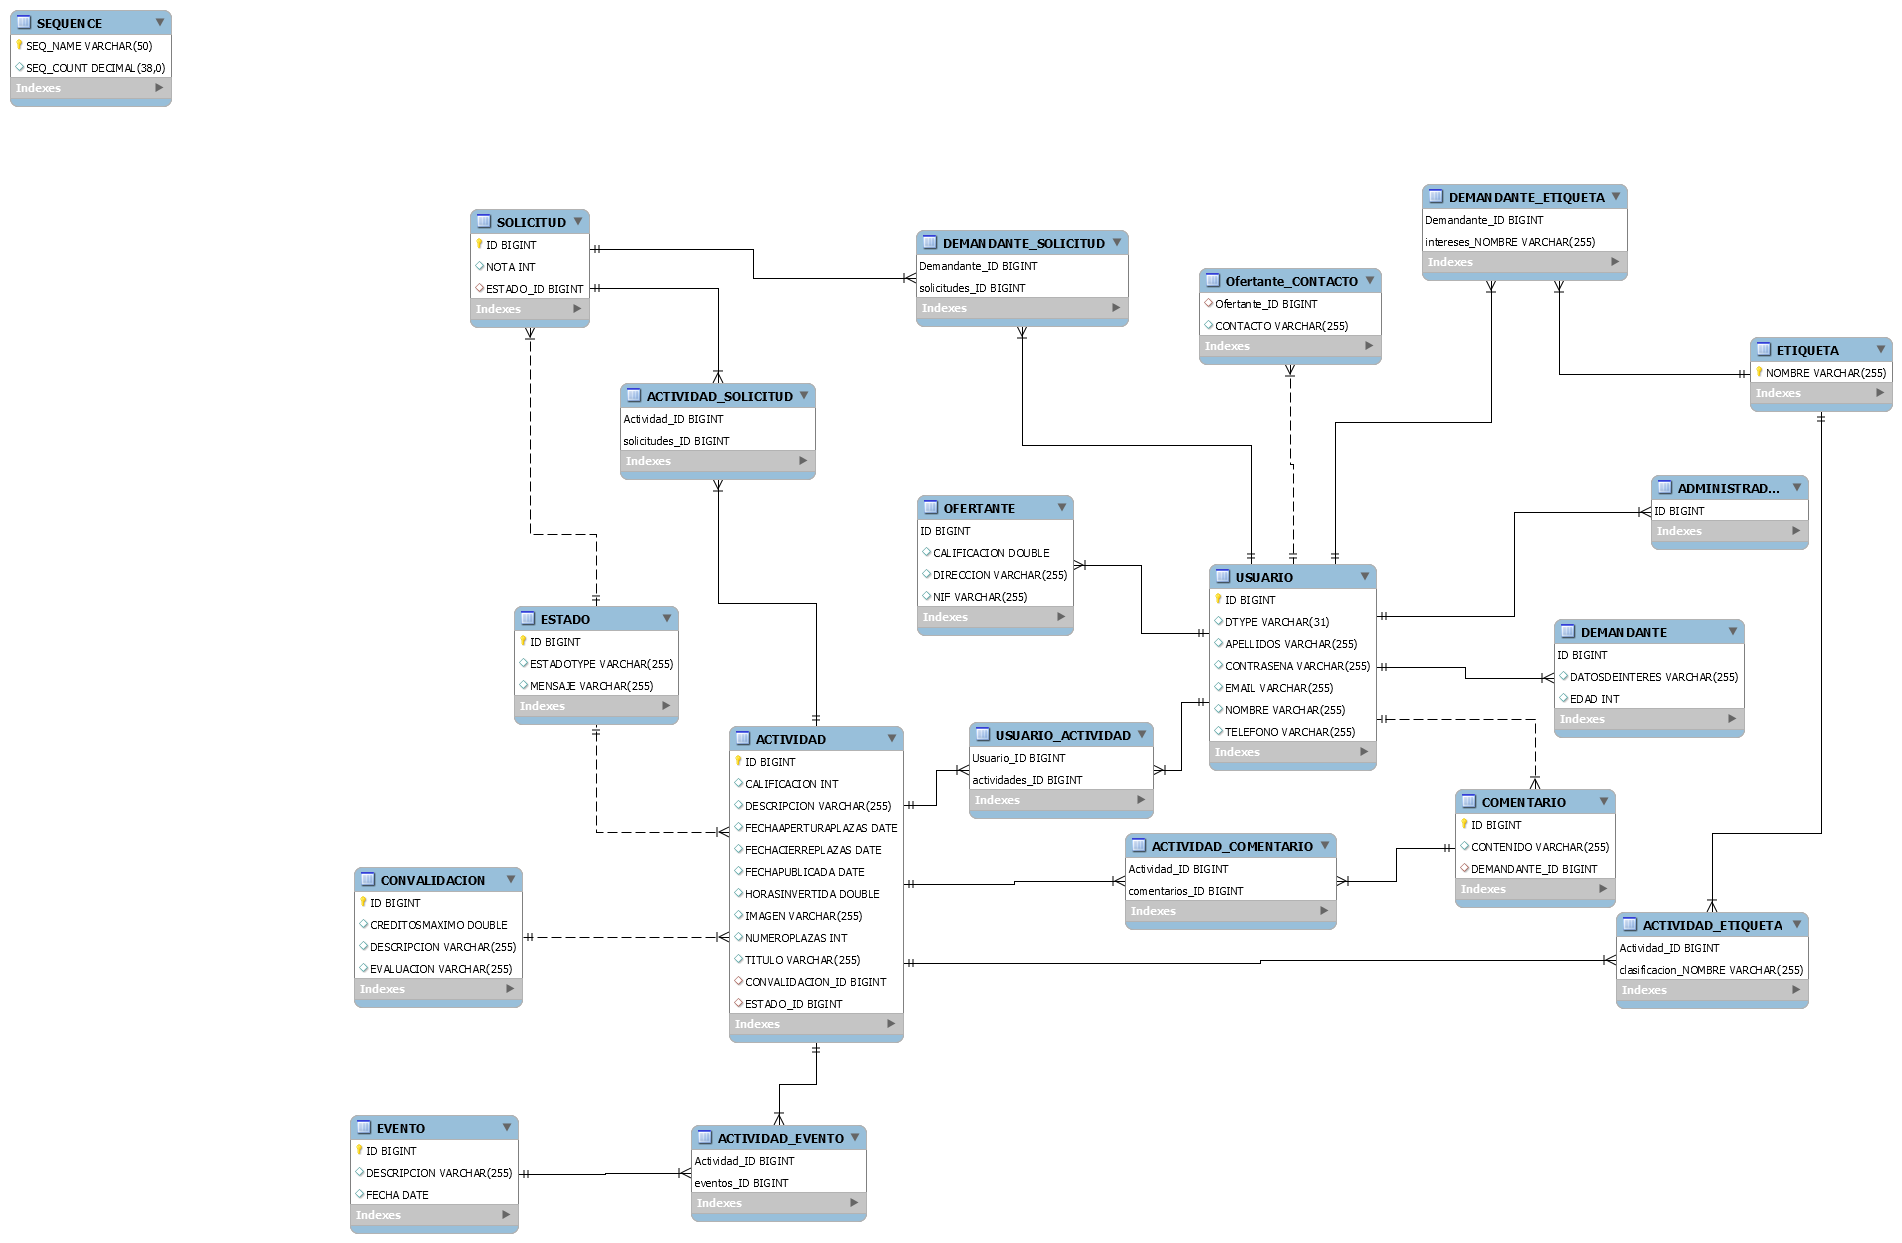 SEQUENCE
SEQ_NAME VARCHAR(50)
SEQ_COUNT DECIMAL(38,0)
Indexes
SOLICITUD
ID BIGINT
NOTA INT
ESTADO_ID BIGINT
Indexes
DEMANDANTE_SOLICITUD
Demandante_ID BIGINT
solicitudes_ID BIGINT
Indexes
Ofertante_CONTACTO
Ofertante_ID BIGINT
CONTACTO VARCHAR(255)
Indexes
DEMANDANTE_ETIQUETA
Demandante_ID BIGINT
intereses_NOMBRE VARCHAR(255)
Indexes
ETIQUETA
NOMBRE VARCHAR(255)
Indexes
ACTIVIDAD_SOLICITUD
Actividad_ID BIGINT
solicitudes_ID BIGINT
Indexes
OFERTANTE
ID BIGINT
CALIFICACION DOUBLE
DIRECCION VARCHAR(255)
NIF VARCHAR(255)
Indexes
ADMINISTRAD...
ID BIGINT
Indexes
USUARIO
ID BIGINT
DTYPE VARCHAR(31)
APELLIDOS VARCHAR(255)
CONTRASENA VARCHAR(255)
EMAIL VARCHAR(255)
NOMBRE VARCHAR(255)
TELEFONO VARCHAR(255)
Indexes
DEMANDANTE
ID BIGINT
DATOSDEINTERES VARCHAR(255)
EDAD INT
Indexes
ESTADO
ID BIGINT
ESTADOTYPE VARCHAR(255)
MENSAJE VARCHAR(255)
Indexes
ACTIVIDAD
ID BIGINT
CALIFICACION INT
DESCRIPCION VARCHAR(255)
FECHAAPERTURAPLAZAS DATE
FECHACIERREPLAZAS DATE
FECHAPUBLICADA DATE
HORASINVERTIDA DOUBLE
IMAGEN VARCHAR(255)
NUMEROPLAZAS INT
TITULO VARCHAR(255)
CONVALIDACION_ID BIGINT
ESTADO_ID BIGINT
Indexes
USUARIO_ACTIVIDAD
Usuario_ID BIGINT
actividades_ID BIGINT
Indexes
COMENTARIO
ID BIGINT
CONTENIDO VARCHAR(255)
DEMANDANTE_ID BIGINT
Indexes
ACTIVIDAD_COMENTARIO
Actividad_ID BIGINT
comentarios_ID BIGINT
Indexes
CONVALIDACION
ID BIGINT
CREDITOSMAXIMO DOUBLE
DESCRIPCION VARCHAR(255)
EVALUACION VARCHAR(255)
Indexes
ACTIVIDAD_ETIQUETA
Actividad_ID BIGINT
clasificacion_NOMBRE VARCHAR(255)
Indexes
EVENTO
ID BIGINT
DESCRIPCION VARCHAR(255)
FECHA DATE
Indexes
ACTIVIDAD_EVENTO
Actividad_ID BIGINT
eventos_ID BIGINT
Indexes